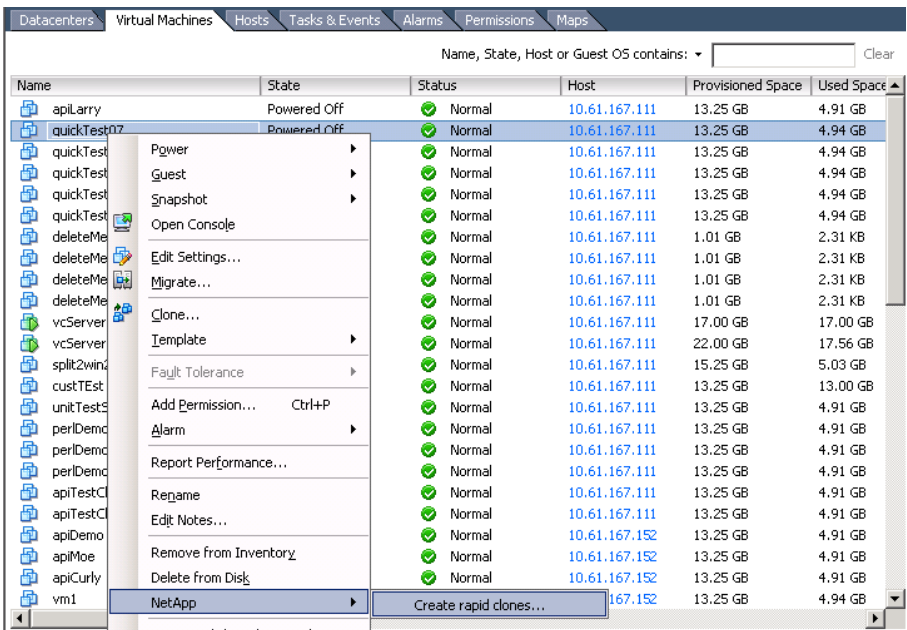 Datacenters Virtual Machines Hosts Tasks & Events Alarms Permissions Maps
Name, State, Host or Guest OS contains: Clear
Name State Status Host Provisioned Space Used Space
apiLarry Powered Off Normal 10.61.167.111 13.25 GB 4.91 GB
quickTest07 Powered Off Normal 10.61.167.111 13.25 GB 4.94 GB
quickTest Power Normal 10.61.167.111 13.25 GB 4.94 GB
quickTest Guest Normal 10.61.167.111 13.25 GB 4.94 GB
quickTest Snapshot Normal 10.61.167.111 13.25 GB 4.94 GB
quickTest Open Console Normal 10.61.167.111 13.25 GB 4.94 GB
deleteMe Normal 10.61.167.111 1.01 GB 2.31 KB
deleteMe Edit Settings... Normal 10.61.167.111 1.01 GB 2.31 KB
deleteMe Migrate... Normal 10.61.167.111 1.01 GB 2.31 KB
deleteMe Normal 10.61.167.111 1.01 GB 2.31 KB
vcServer Clone... Normal 10.61.167.111 17.00 GB 17.00 GB
vcServer Template Normal 10.61.167.111 22.00 GB 17.56 GB
split2win2 Fault Tolerance Normal 10.61.167.111 15.25 GB 5.03 GB
custTEst Normal 10.61.167.111 13.25 GB 13.00 GB
unitTestS Add Permission... Ctrl+P Normal 10.61.167.111 13.25 GB 4.91 GB
perlDemo Alarm Normal 10.61.167.111 13.25 GB 4.91 GB
perlDemo Report Performance... Normal 10.61.167.111 13.25 GB 4.91 GB
perlDemo Normal 10.61.167.111 13.25 GB 4.91 GB
apiTestCl Rename Normal 10.61.167.111 13.25 GB 4.91 GB
apiTestCl Edit Notes... Normal 10.61.167.111 13.25 GB 4.91 GB
apiDemo Normal 10.61.167.152 13.25 GB 4.91 GB
apiMoe Remove from Inventory Normal 10.61.167.152 13.25 GB 4.91 GB
apiCurly Delete from Disk Normal 10.61.167.152 13.25 GB 4.91 GB
vm1 NetApp Create rapid clones... 167.152 13.25 GB 4.94 GB